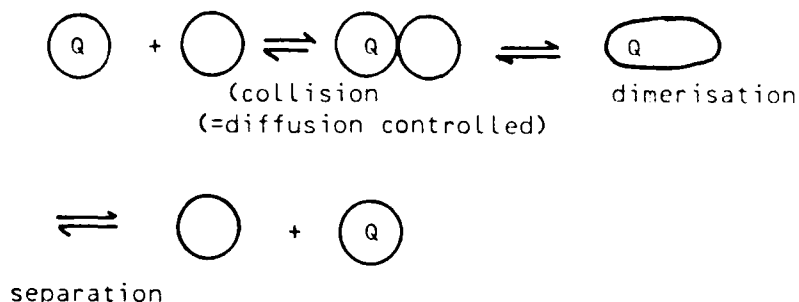 Q + Q Q
(collision dimerisation
(=diffusion controlled)
+ Q
separation